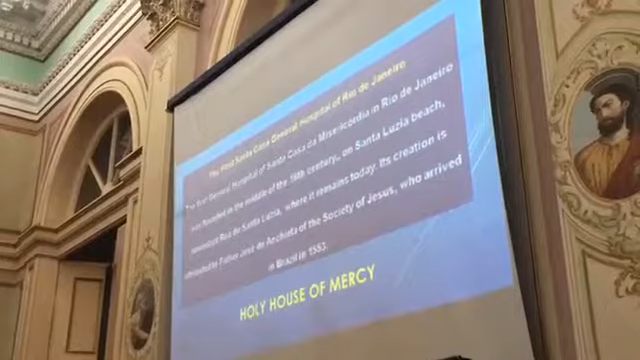 The First Santa Casa General Hospital of Rio de Janeiro
The first General Hospital of Santa Casa da Misericórdia in Rio de Janeiro
was founded in the middle of the 16th century, on Santa Luzia beach,
nowadays Rua de Santa Luzia, where it remains today. Its creation is
attributed to Father José de Anchieta of the Society of Jesus, who arrived
in Brazil in 1553.
HOLY HOUSE OF MERCY